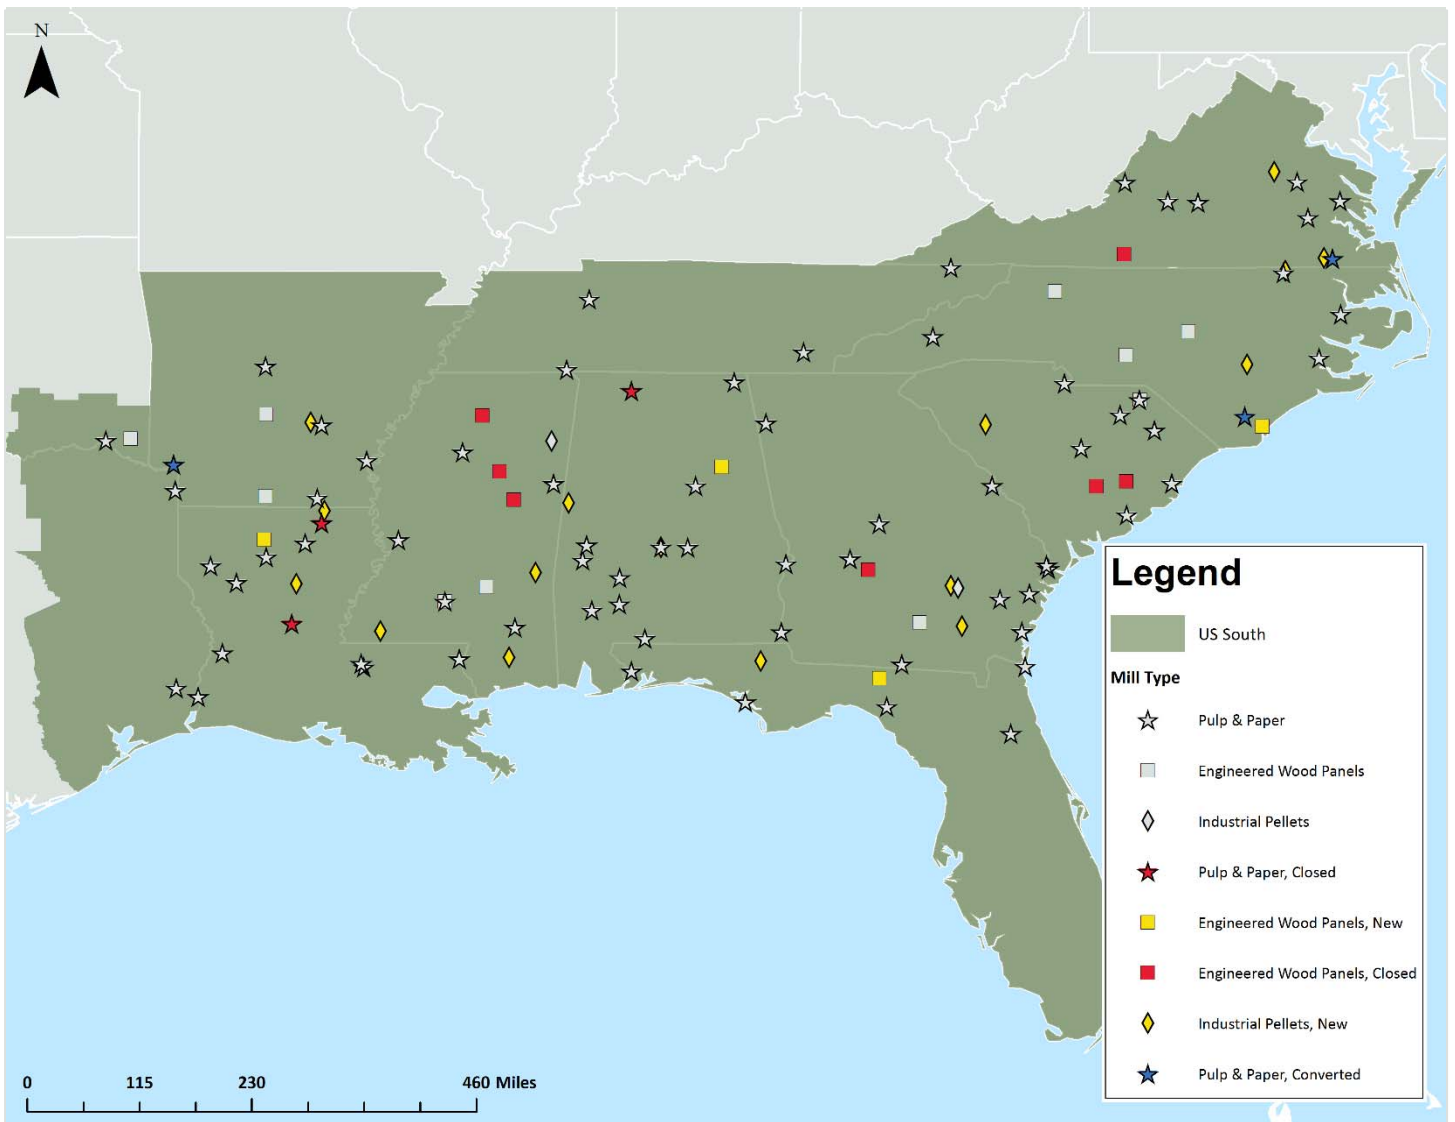 N
Legend
US South
Mill Type
Pulp & Paper
Engineered Wood Panels
Industrial Pellets
Pulp & Paper, Closed
Engineered Wood Panels, New
Engineered Wood Panels, Closed
Industrial Pellets, New
Pulp & Paper, Converted
0 115 230 460 Miles